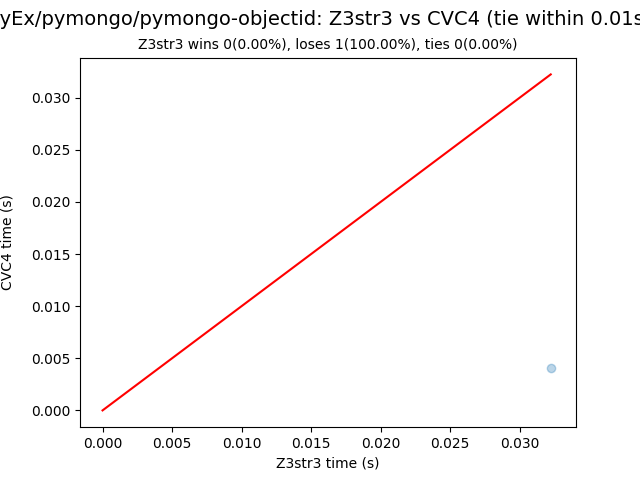 yEx/pymongo/pymongo-objectid: Z3str3 vs CVC4 (tie within 0.01s
Z3str3 wins 0(0.00%), loses 1(100.00%), ties 0(0.00%)
0.030
0.025
0.020
0.015
0.010
0.005
0.000
CVC4 time (s)
0.000 0.005 0.010 0.015 0.020 0.025 0.030
Z3str3 time (s)